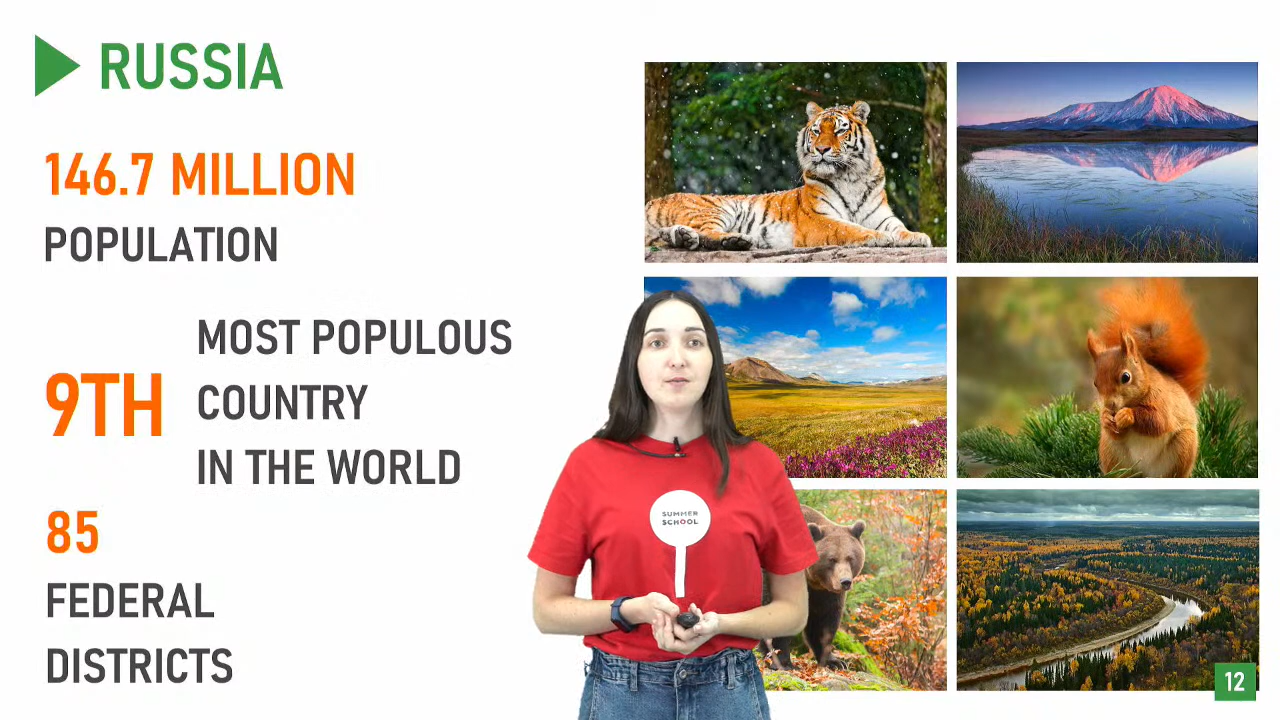 RUSSIA
146.7 MILLION
POPULATION
MOST POPULOUS
9TH COUNTRY
IN THE WORLD
85
FEDERAL
DISTRICTS
SUMMER
SCHOOL
12